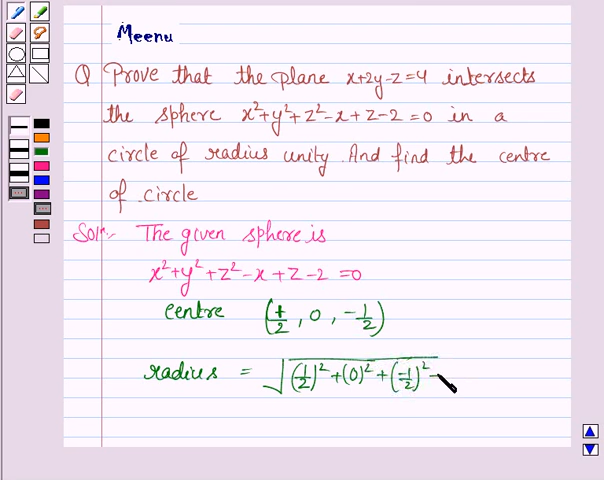 Meenu
Q Prove that the plane x+2y-z=4 intersects
the sphere x²+y²+z²-x+z-2=0 in a
circle of radius unity. And find the centre
of circle
Solⁿ:- The given sphere is
x²+y²+z²-x+z-2=0
centre (+1/2, 0, -1/2)
radius = √(1/2)²+(0)²+(-1/2)²-